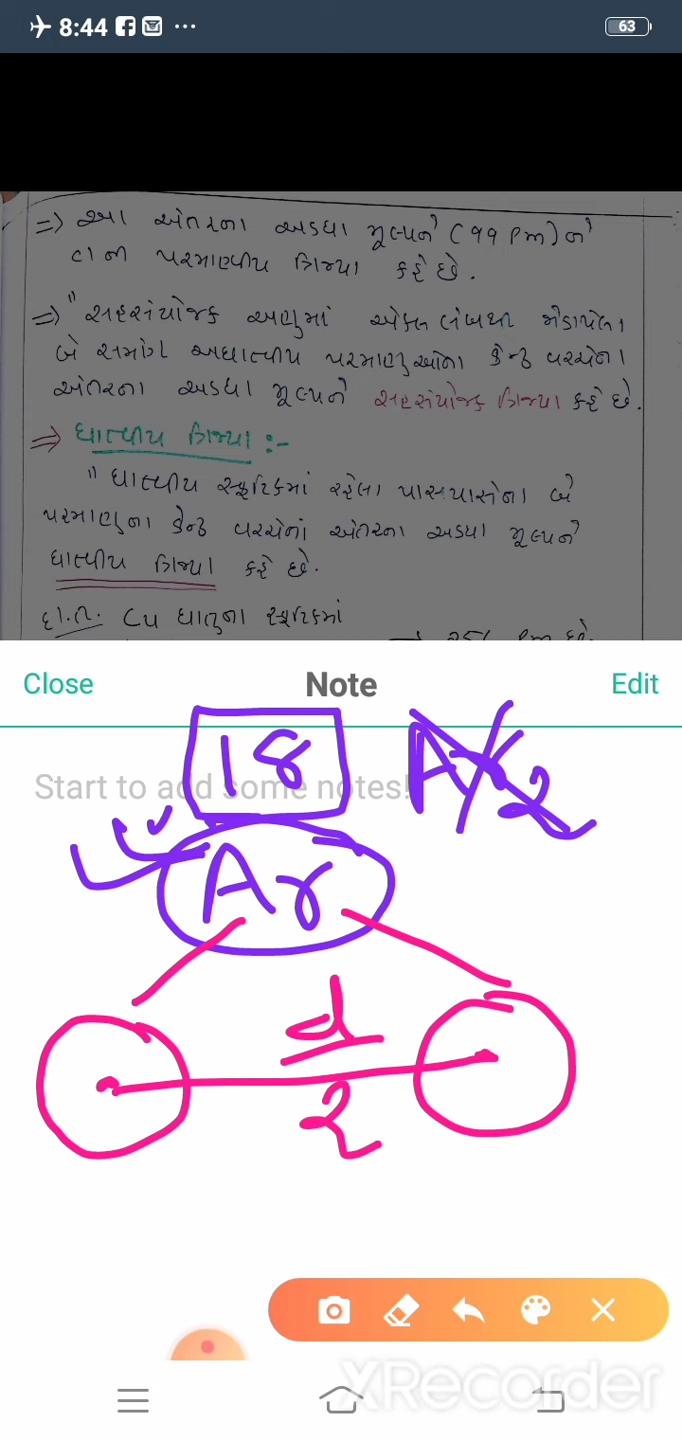 8:44
63
=> આ અંતરના અડધા મૂલ્યને (99 pm) ને
Cl ની પરમાણ્વીય ત્રિજ્યા કહે છે.
=> "સહસંયોજક અણુમાં એકલ બંધથી જોડાયેલા
બે સમાન અધાત્વીય પરમાણુઓના કેન્દ્ર વચ્ચેના
અંતરના અડધા મૂલ્યને સહસંયોજક ત્રિજ્યા કહે છે.
=> ધાત્વીય ત્રિજ્યા :-
" ધાત્વીય સ્ફટિકમાં રહેલા પાસપાસેના બે
પરમાણુના કેન્દ્ર વચ્ચેનાં અંતરના અડધા મૂલ્યને
ધાત્વીય ત્રિજ્યા કહે છે.
દા.ત. Cu ધાતુના સ્ફટિકમાં
Close Note Edit
18
Start to add some notes!
Ar
d
2
XRecorder